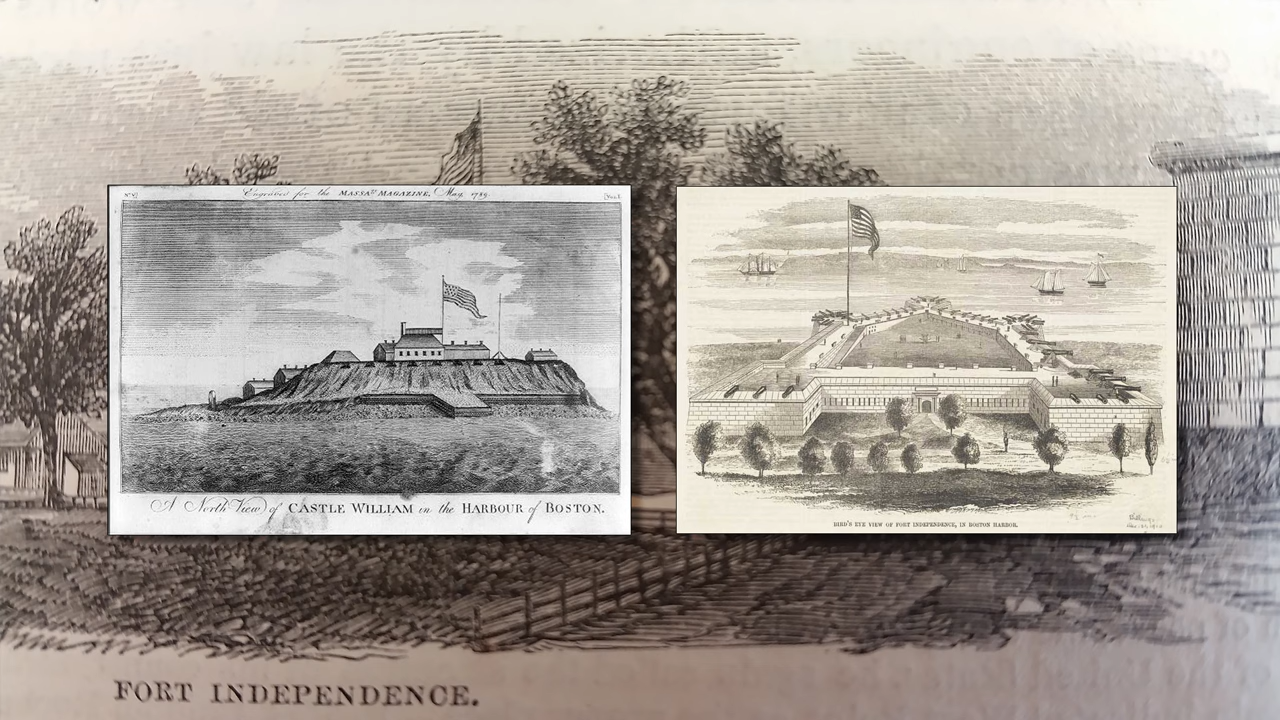 Engraved for the MASSA.TS MAGAZINE, May 1789
A North View of CASTLE WILLIAM in the HARBOUR of BOSTON.
BIRD'S EYE VIEW OF FORT INDEPENDENCE, IN BOSTON HARBOR.
FORT INDEPENDENCE.